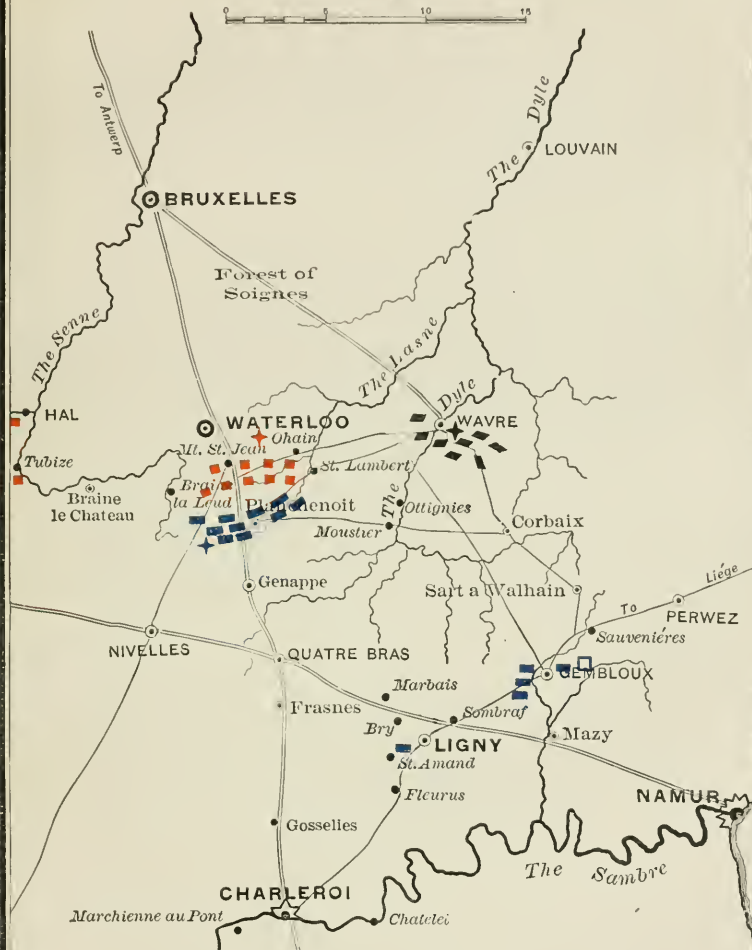 0 5 10 15
To Antwerp
The Dyle
LOUVAIN
BRUXELLES
Forest of
Soignes
The Senne
The Lasne
HAL
WATERLOO
Dyle
WAVRE
Ohain
Mt. St. Jean
Tubize
St. Lambert
Braine
la Leud
Braine
le Chateau
Planchenoit
The
Ottignies
Moustier
Corbaix
Genappe
Sart a Walhain
To Liége
PERWEZ
NIVELLES
Sauveniéres
QUATRE BRAS
GEMBLOUX
Marbais
Frasnes
Sombraf
Bry
LIGNY
Mazy
St. Amand
Fleurus
NAMUR
Gosselies
The Sambre
CHARLEROI
Marchienne au Pont
Chatelei